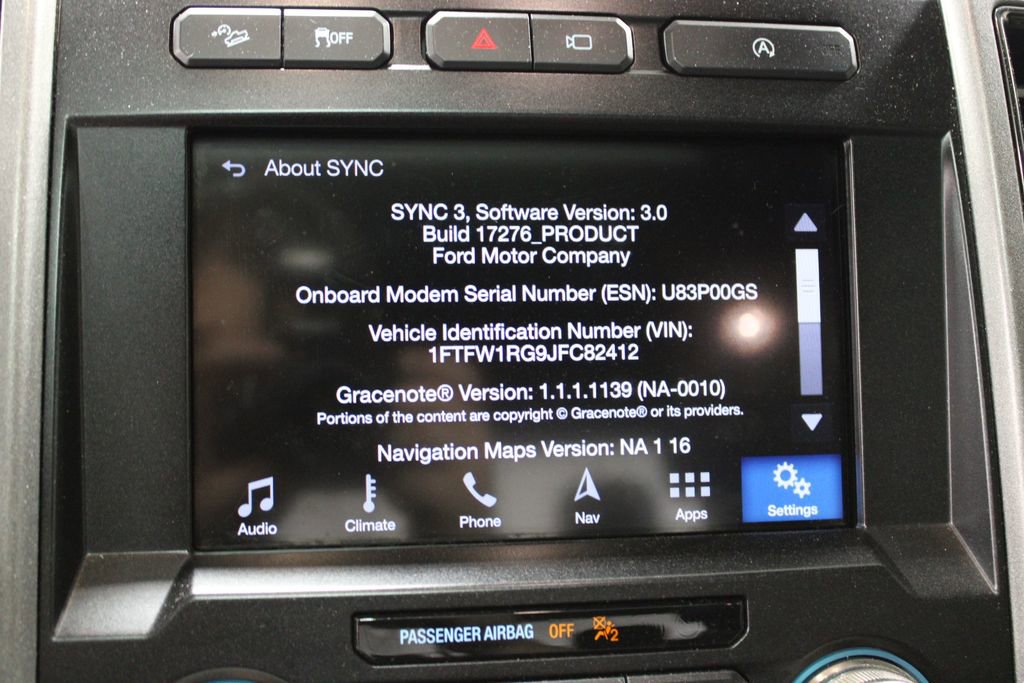 OFF
A
About SYNC
SYNC 3, Software Version: 3.0
Build 17276_PRODUCT
Ford Motor Company
Onboard Modem Serial Number (ESN): U83P00GS
Vehicle Identification Number (VIN):
1FTFW1RG9JFC82412
Gracenote® Version: 1.1.1.1139 (NA-0010)
Portions of the content are copyright © Gracenote® or its providers.
Navigation Maps Version: NA 1 16
Audio
Climate
Phone
Nav
Apps
Settings
PASSENGER AIRBAG OFF 2